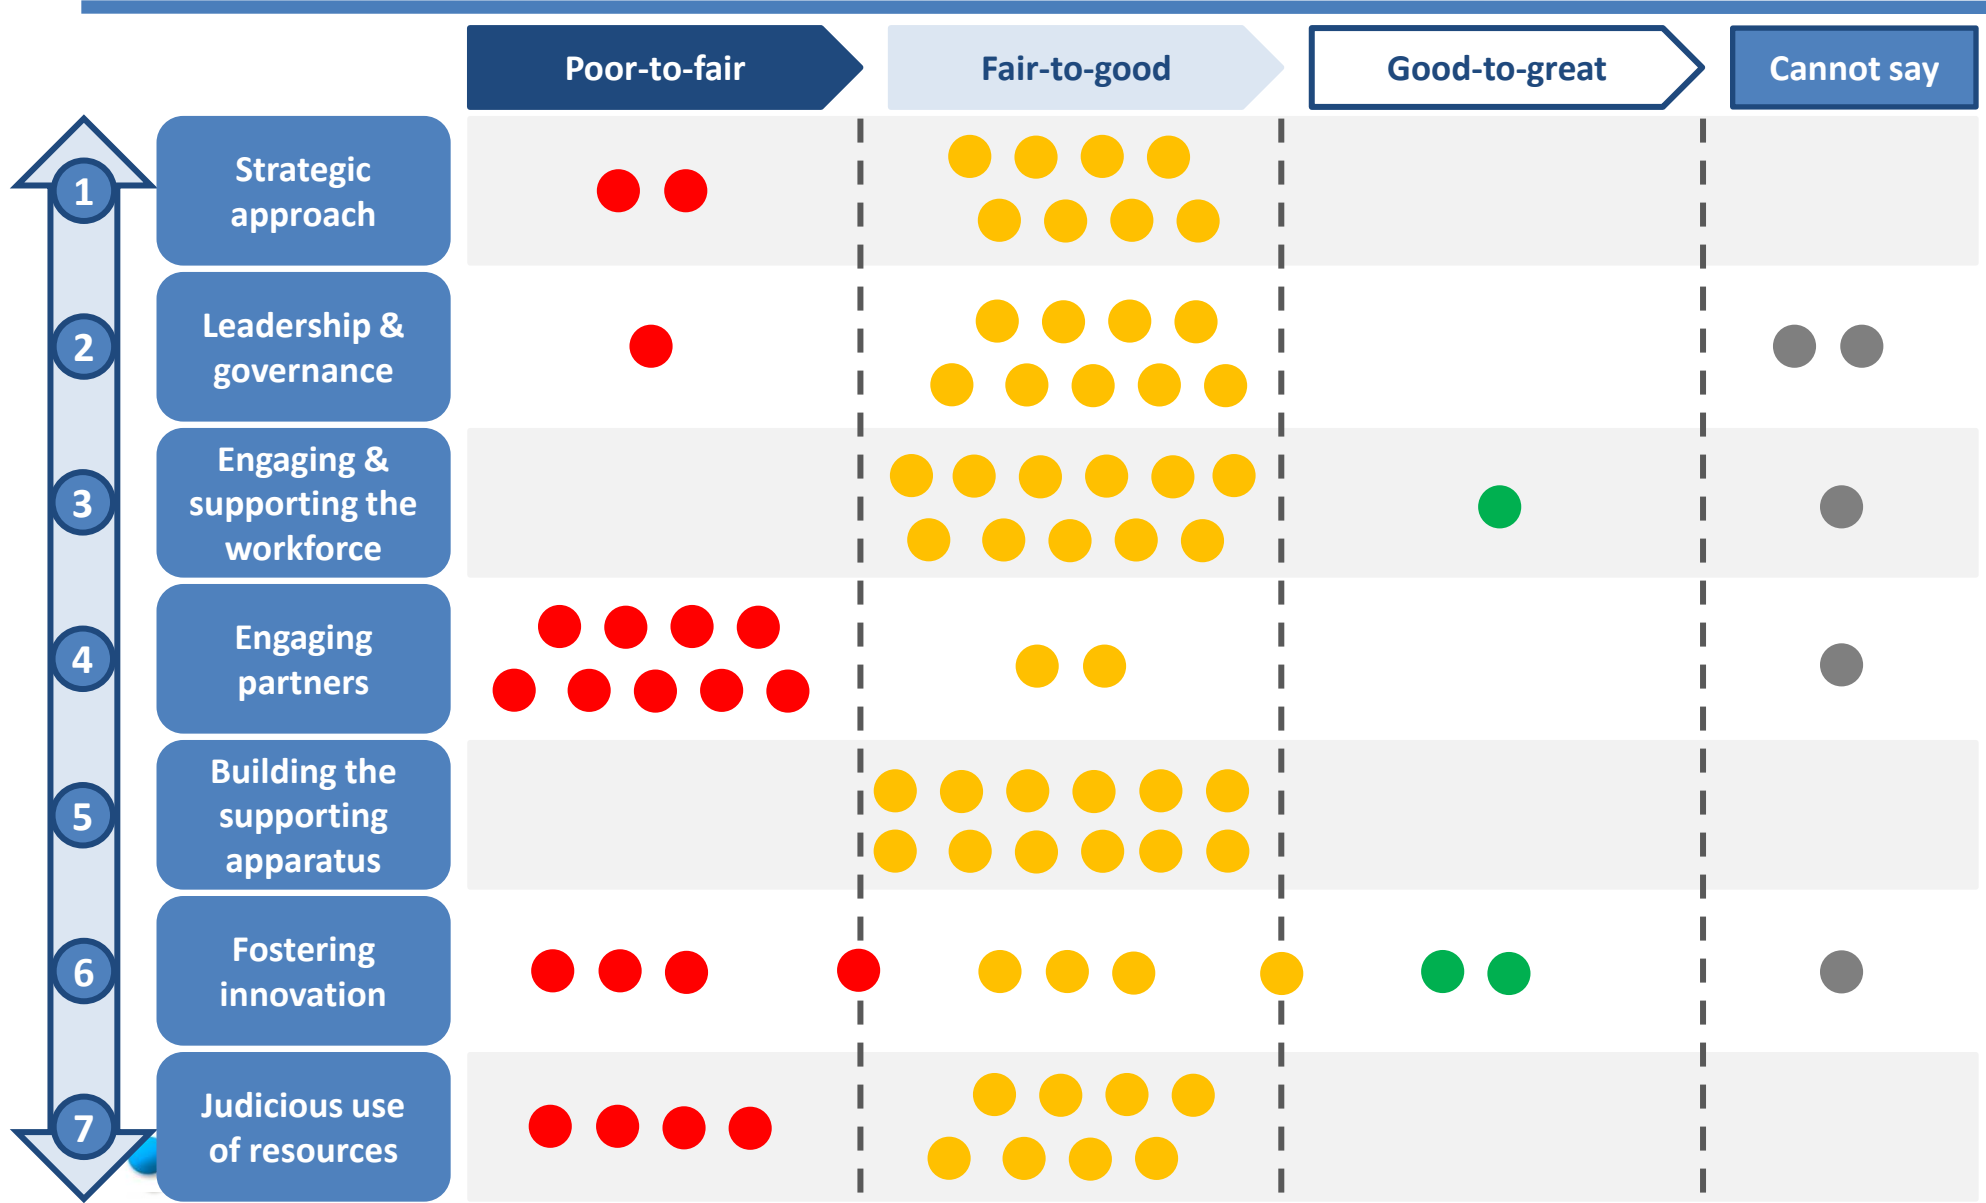 Poor-to-fair
Fair-to-good
Good-to-great
Cannot say
1
Strategic
approach
2
Leadership &
governance
3
Engaging &
supporting the
workforce
4
Engaging
partners
5
Building the
supporting
apparatus
6
Fostering
innovation
7
Judicious use
of resources